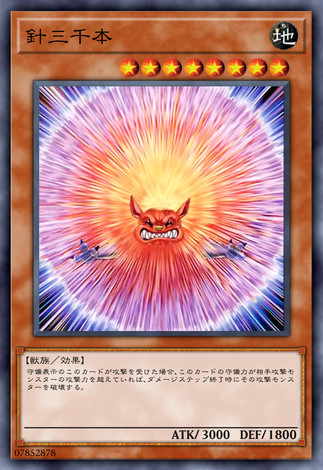 針三千本
地
【獣族／効果】
守備表示のこのカードが攻撃を受けた場合、このカードの守備力が相手攻撃モ
ンスターの攻撃力を超えていれば、ダメージステップ終了時にその攻撃モンス
ターを破壊する。
ATK/ 3000 DEF/1800
07852878